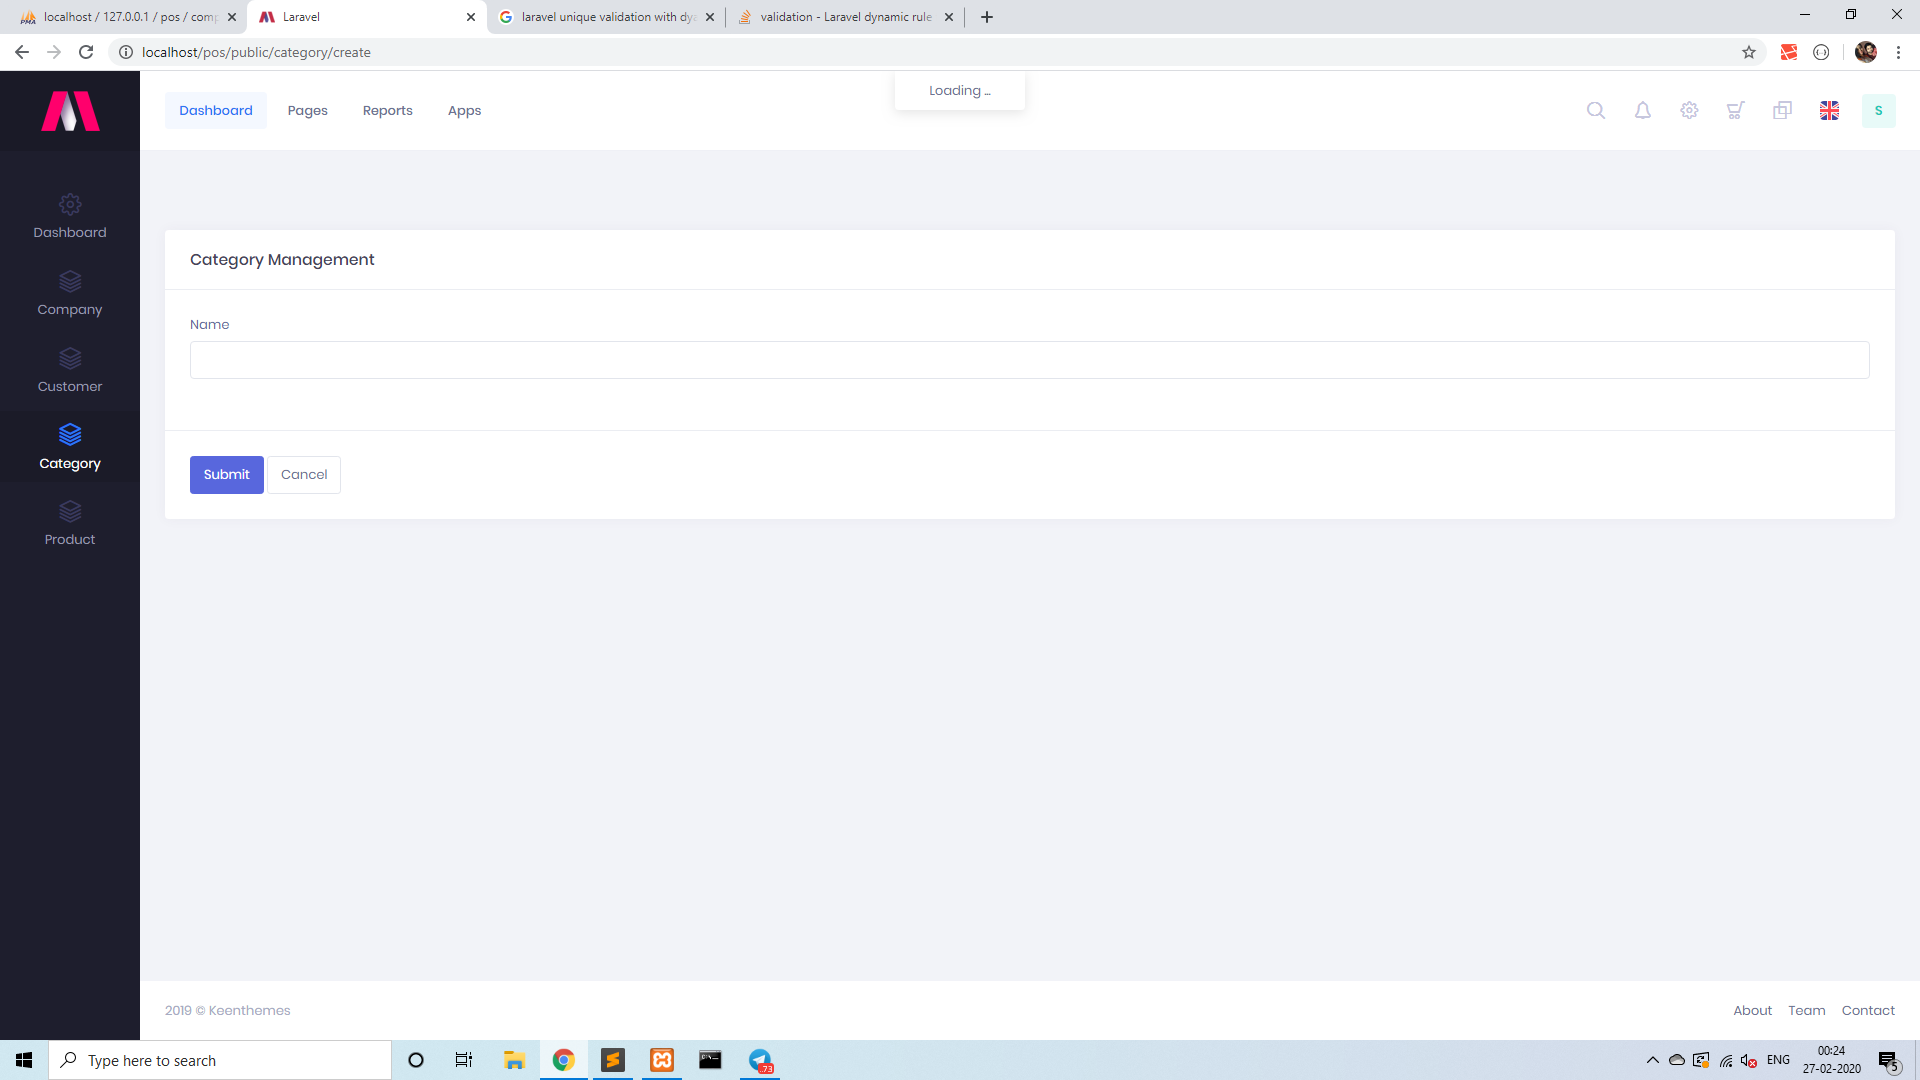 localhost / 127.0.0.1 / pos / comp
Laravel
laravel unique validation with dy
validation - Laravel dynamic rule
localhost/pos/public/category/create
Loading ...
Dashboard
Pages
Reports
Apps
S
Dashboard
Company
Customer
Category
Product
Category Management
Name
Submit
Cancel
2019 © Keenthemes
About
Team
Contact
Type here to search
..73
ENG
00:24
27-02-2020
5